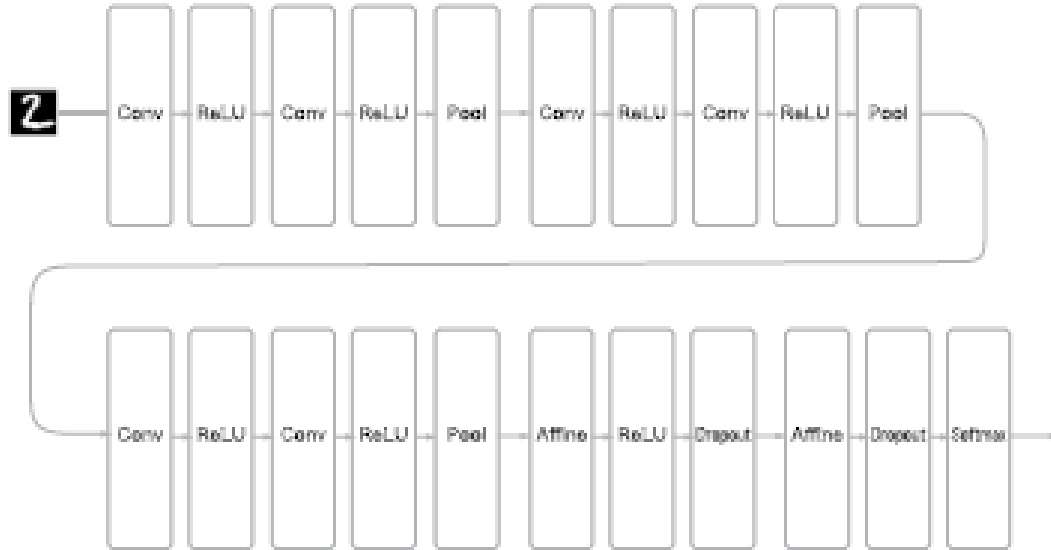 2
Conv ReLU Conv ReLU Pool Conv ReLU Conv ReLU Pool
Conv ReLU Conv ReLU Pool Affine ReLU Dropout Affine Dropout Softmax